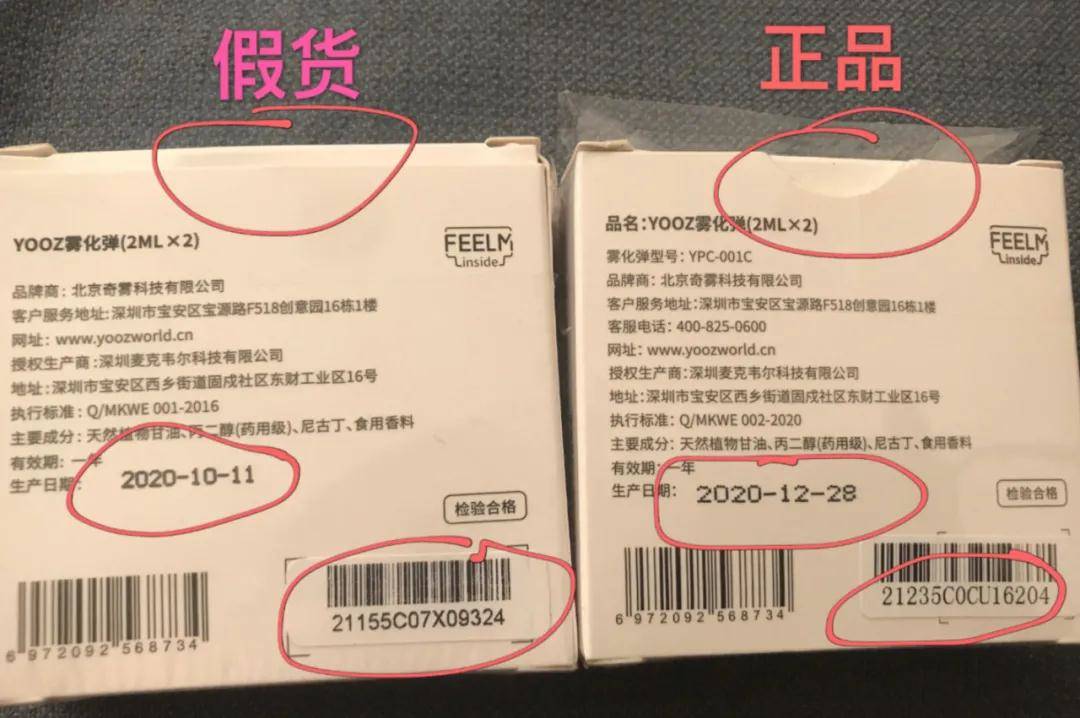 假货
正品
YOOZ雾化弹(2ML×2)
FEELM
inside
品牌商：北京奇雾科技有限公司
客户服务地址：深圳市宝安区宝源路F518创意园16栋1楼
网址：www.yoozworld.cn
授权生产商：深圳麦克韦尔科技有限公司
地址：深圳市宝安区西乡街道固戍社区东财工业区16号
执行标准：Q/MKWE 001-2016
主要成分：天然植物甘油、丙二醇(药用级)、尼古丁、食用香料
有效期：一年
生产日期：2020-10-11
检验合格
6 972092 568734
21155C07X09324
品名：YOOZ雾化弹(2ML×2)
FEELM
inside
雾化弹型号：YPC-001C
品牌商：北京奇雾科技有限公司
客户服务地址：深圳市宝安区宝源路F518创意园16栋1楼
客服电话：400-825-0600
网址：www.yoozworld.cn
授权生产商：深圳麦克韦尔科技有限公司
地址：深圳市宝安区西乡街道固戍社区东财工业区16号
执行标准：Q/MKWE 002-2020
主要成分：天然植物甘油、丙二醇(药用级)、尼古丁、食用香料
有效期：一年
生产日期：2020-12-28
检验合格
6 972092 568734
21235C0CU16204